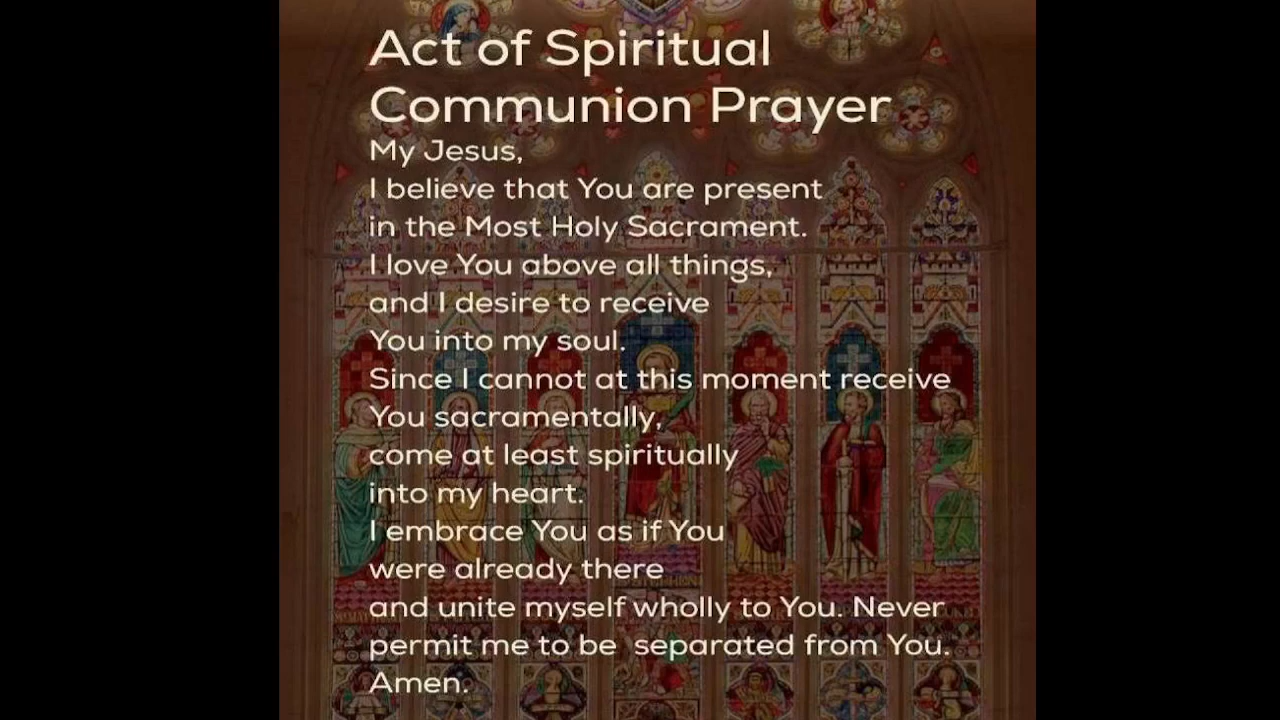 Act of Spiritual
Communion Prayer
My Jesus,
I believe that You are present
in the Most Holy Sacrament.
I love You above all things,
and I desire to receive
You into my soul.
Since I cannot at this moment receive
You sacramentally,
come at least spiritually
into my heart.
I embrace You as if You
were already there
and unite myself wholly to You. Never
permit me to be  separated from You.
Amen.